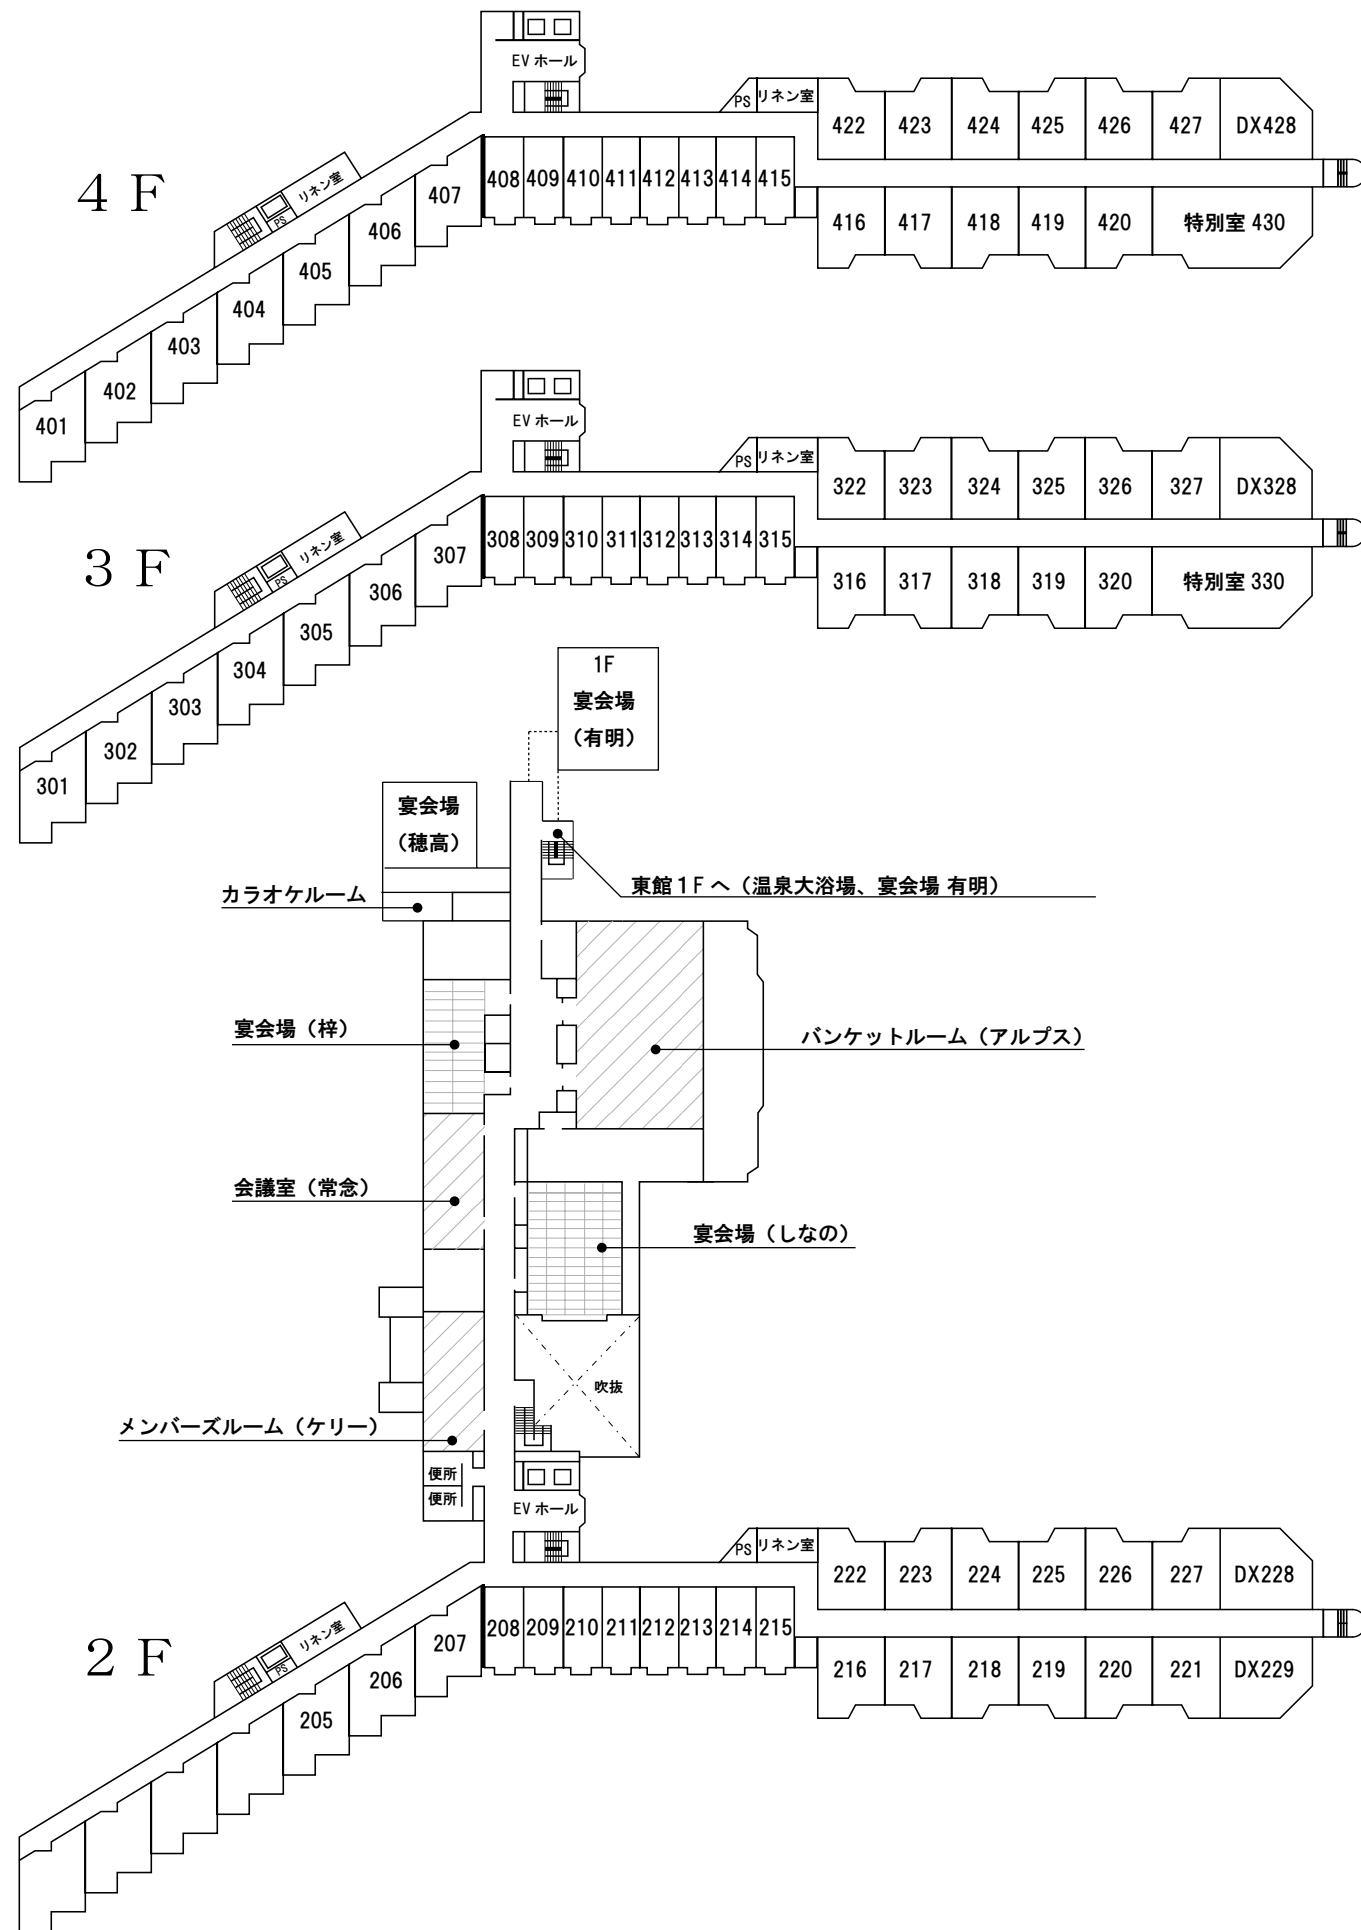 EV ホール
PS
リネン室
422
423
424
425
426
427
DX428
4 F
リネン室
PS
408
409
410
411
412
413
414
415
416
417
418
419
420
特別室 430
407
406
405
404
403
402
401
EV ホール
PS
リネン室
322
323
324
325
326
327
DX328
3 F
リネン室
PS
308
309
310
311
312
313
314
315
316
317
318
319
320
特別室 330
307
306
305
304
303
302
301
1F
宴会場
(有明)
宴会場
(穂高)
カラオケルーム
東館1F へ(温泉大浴場、宴会場 有明)
宴会場(梓)
バンケットルーム(アルプス)
会議室(常念)
宴会場(しなの)
吹抜
メンバーズルーム(ケリー)
便所
便所
EV ホール
PS
リネン室
222
223
224
225
226
227
DX228
2 F
リネン室
PS
208
209
210
211
212
213
214
215
216
217
218
219
220
221
DX229
207
206
205